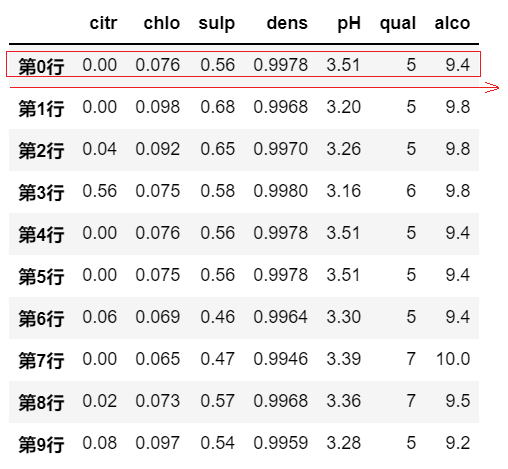 citr chlo sulp dens pH qual alco
第0行 0.00 0.076 0.56 0.9978 3.51 5 9.4
第1行 0.00 0.098 0.68 0.9968 3.20 5 9.8
第2行 0.04 0.092 0.65 0.9970 3.26 5 9.8
第3行 0.56 0.075 0.58 0.9980 3.16 6 9.8
第4行 0.00 0.076 0.56 0.9978 3.51 5 9.4
第5行 0.00 0.075 0.56 0.9978 3.51 5 9.4
第6行 0.06 0.069 0.46 0.9964 3.30 5 9.4
第7行 0.00 0.065 0.47 0.9946 3.39 7 10.0
第8行 0.02 0.073 0.57 0.9968 3.36 7 9.5
第9行 0.08 0.097 0.54 0.9959 3.28 5 9.2